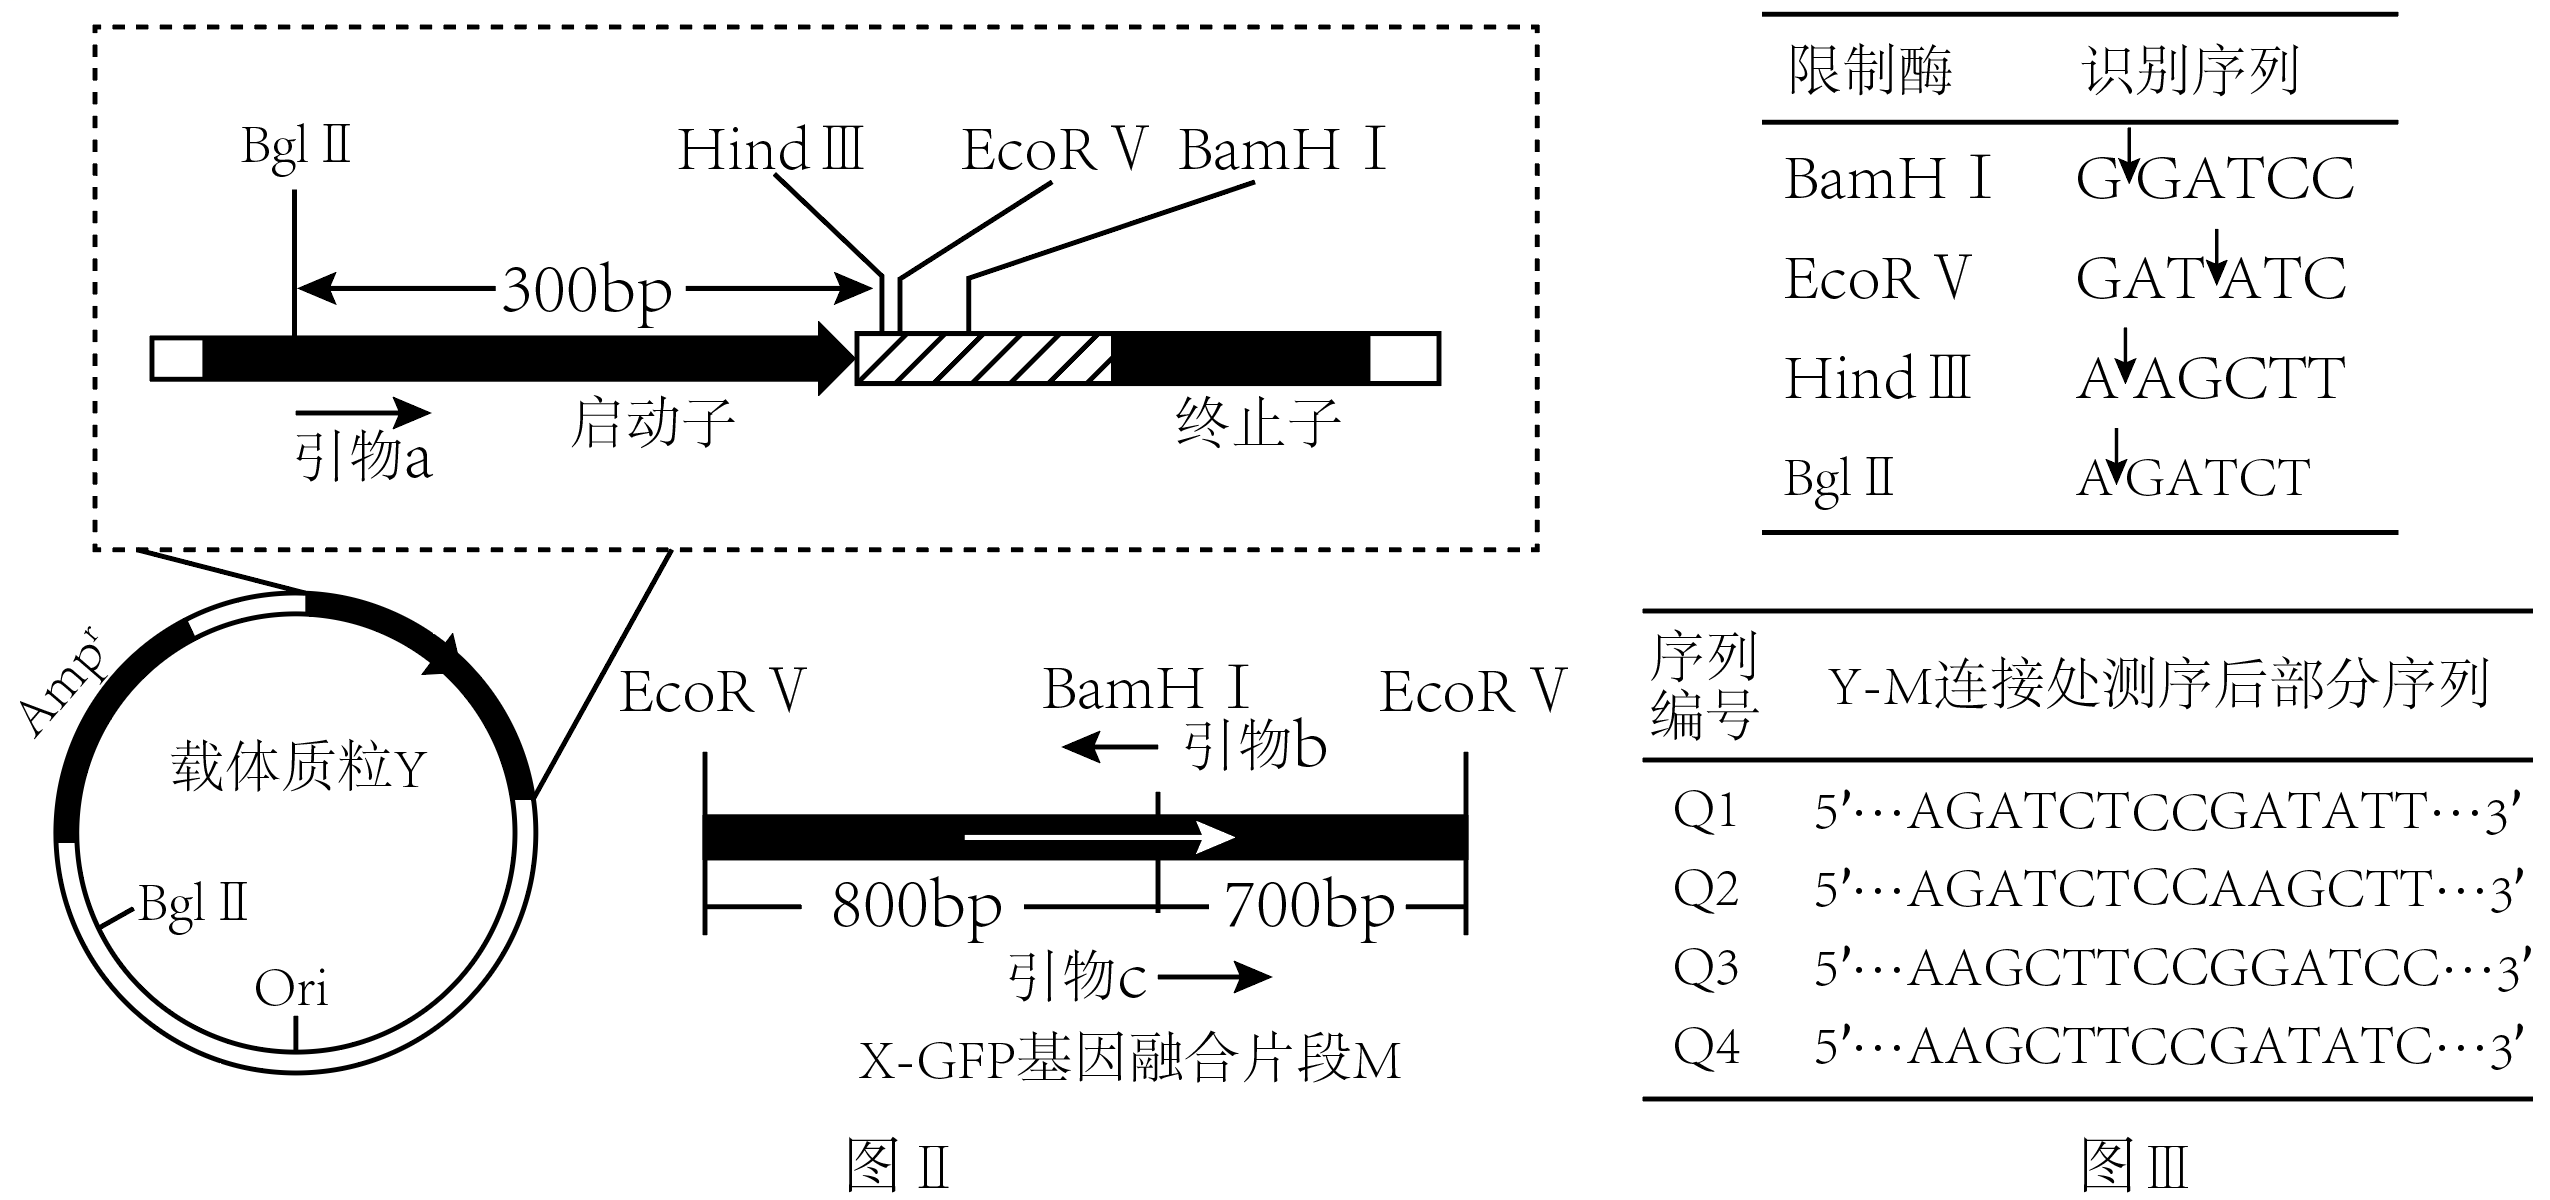 Bgl Ⅱ
Hind Ⅲ
EcoR Ⅴ
BamH Ⅰ
300bp
引物a
启动子
终止子
Ampʳ
载体质粒Y
Bgl Ⅱ
Ori
EcoR Ⅴ
BamH Ⅰ
EcoR Ⅴ
引物b
800bp
700bp
引物c
X-GFP基因融合片段M
图 Ⅱ
限制酶 识别序列
BamH Ⅰ G↓GATCC
EcoR Ⅴ GAT↓ATC
Hind Ⅲ A↓AGCTT
Bgl Ⅱ A↓GATCT
序列编号 Y-M连接处测序后部分序列
Q1 5′…AGATCTCCGATATT…3′
Q2 5′…AGATCTCCAAGCTT…3′
Q3 5′…AAGCTTCCGGATCC…3′
Q4 5′…AAGCTTCCGATATC…3′
图 Ⅲ